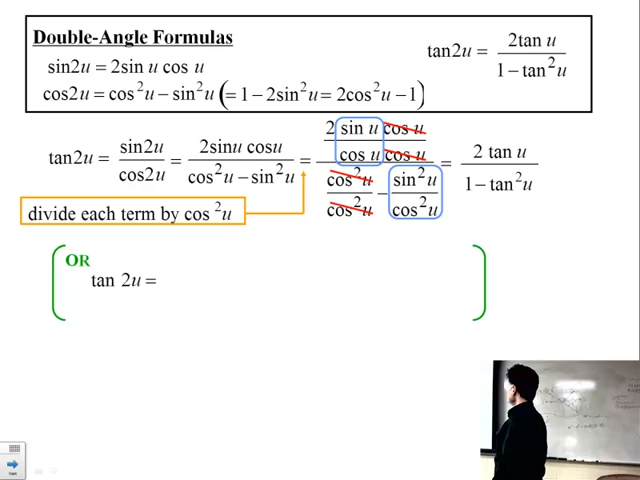 Double-Angle Formulas
sin2u = 2sin u cos u
cos2u = cos²u − sin²u (= 1 − 2sin²u = 2cos²u − 1)
tan2u = 2tan u / 1 − tan²u
tan2u = sin2u / cos2u = 2sinu cosu / cos²u − sin²u = 2 sin u cos u / cos u cos u / cos²u / cos²u − sin²u / cos²u = 2 tan u / 1 − tan²u
divide each term by cos ²u
OR
tan 2u =